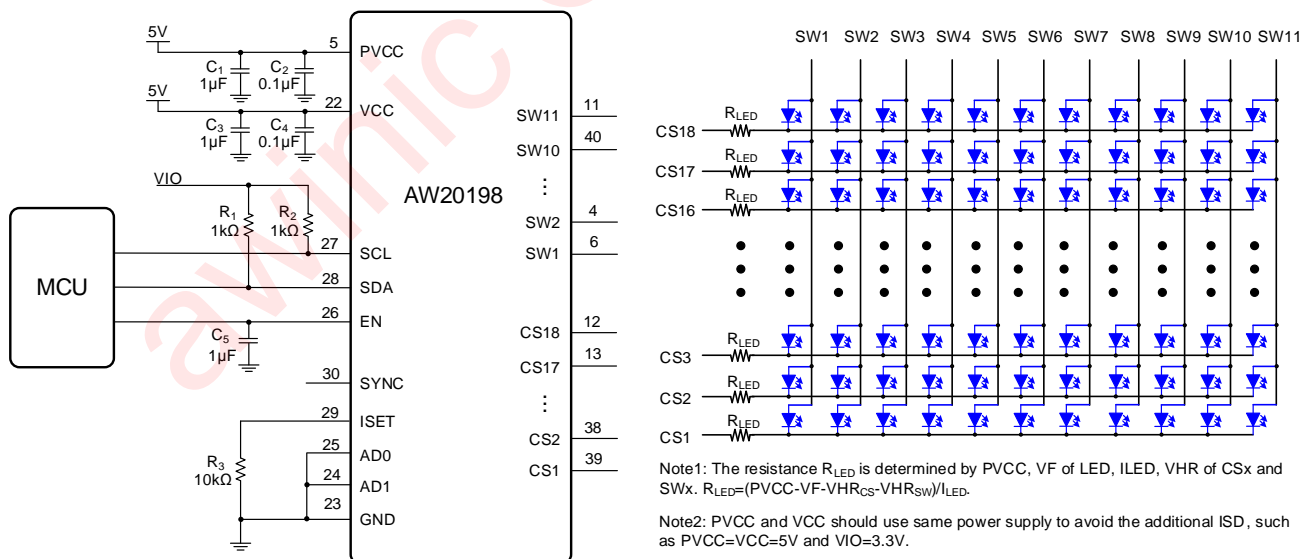 5V
5
PVCC
C1
1µF
C2
0.1µF
5V
22
VCC
C3
1µF
C4
0.1µF
VIO
R1
1kΩ
R2
1kΩ
27
SCL
MCU
28
SDA
26
EN
C5
1µF
30
SYNC
29
ISET
R3
10kΩ
25
AD0
24
AD1
23
GND
AW20198
SW11
11
SW10
40
⋮
SW2
4
SW1
6
CS18
12
CS17
13
⋮
CS2
38
CS1
39
awinic
SW1 SW2 SW3 SW4 SW5 SW6 SW7 SW8 SW9 SW10 SW11
RLED
CS18
RLED
CS17
RLED
CS16
RLED
CS3
RLED
CS2
RLED
CS1
Note1: The resistance RLED is determined by PVCC, VF of LED, ILED, VHR of CSx and
SWx. RLED=(PVCC-VF-VHRCS-VHRSW)/ILED.
Note2: PVCC and VCC should use same power supply to avoid the additional ISD, such
as PVCC=VCC=5V and VIO=3.3V.